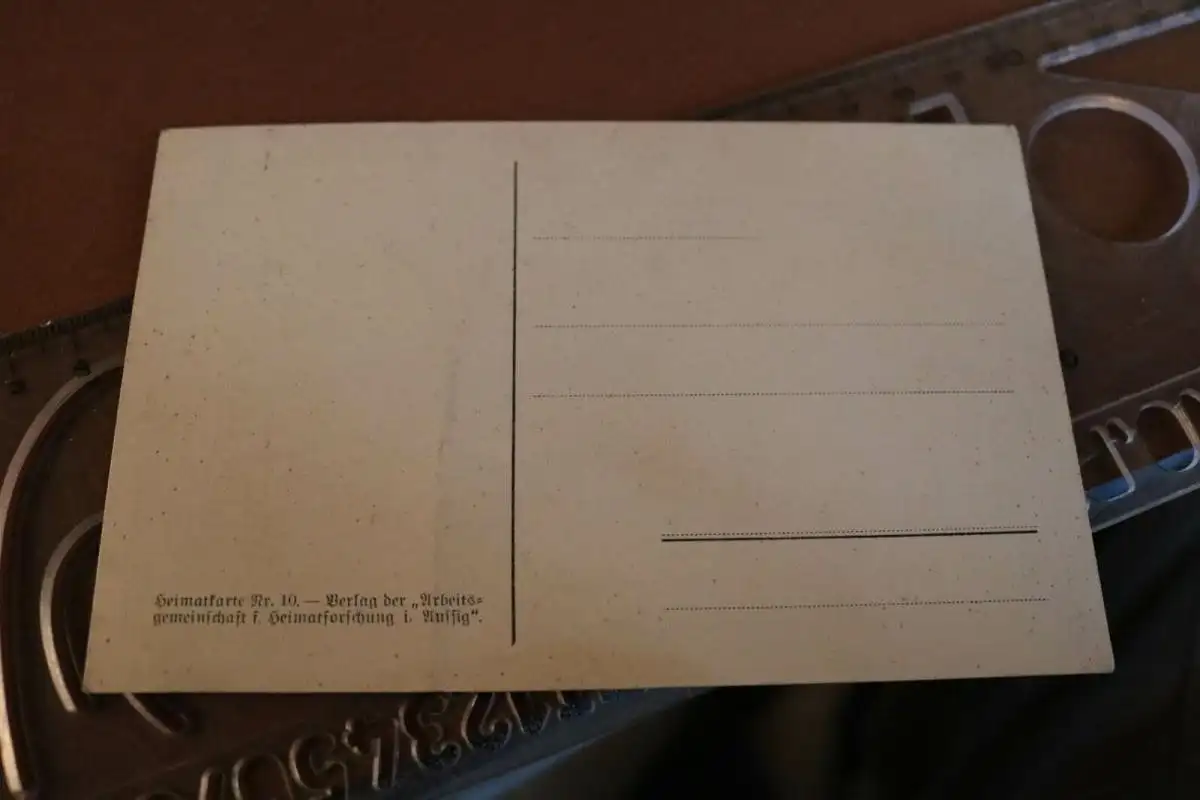 Heimatkarte Nr. 10. — Verlag der „Arbeits=
gemeinschaft f. Heimatforschung i. Aussig".